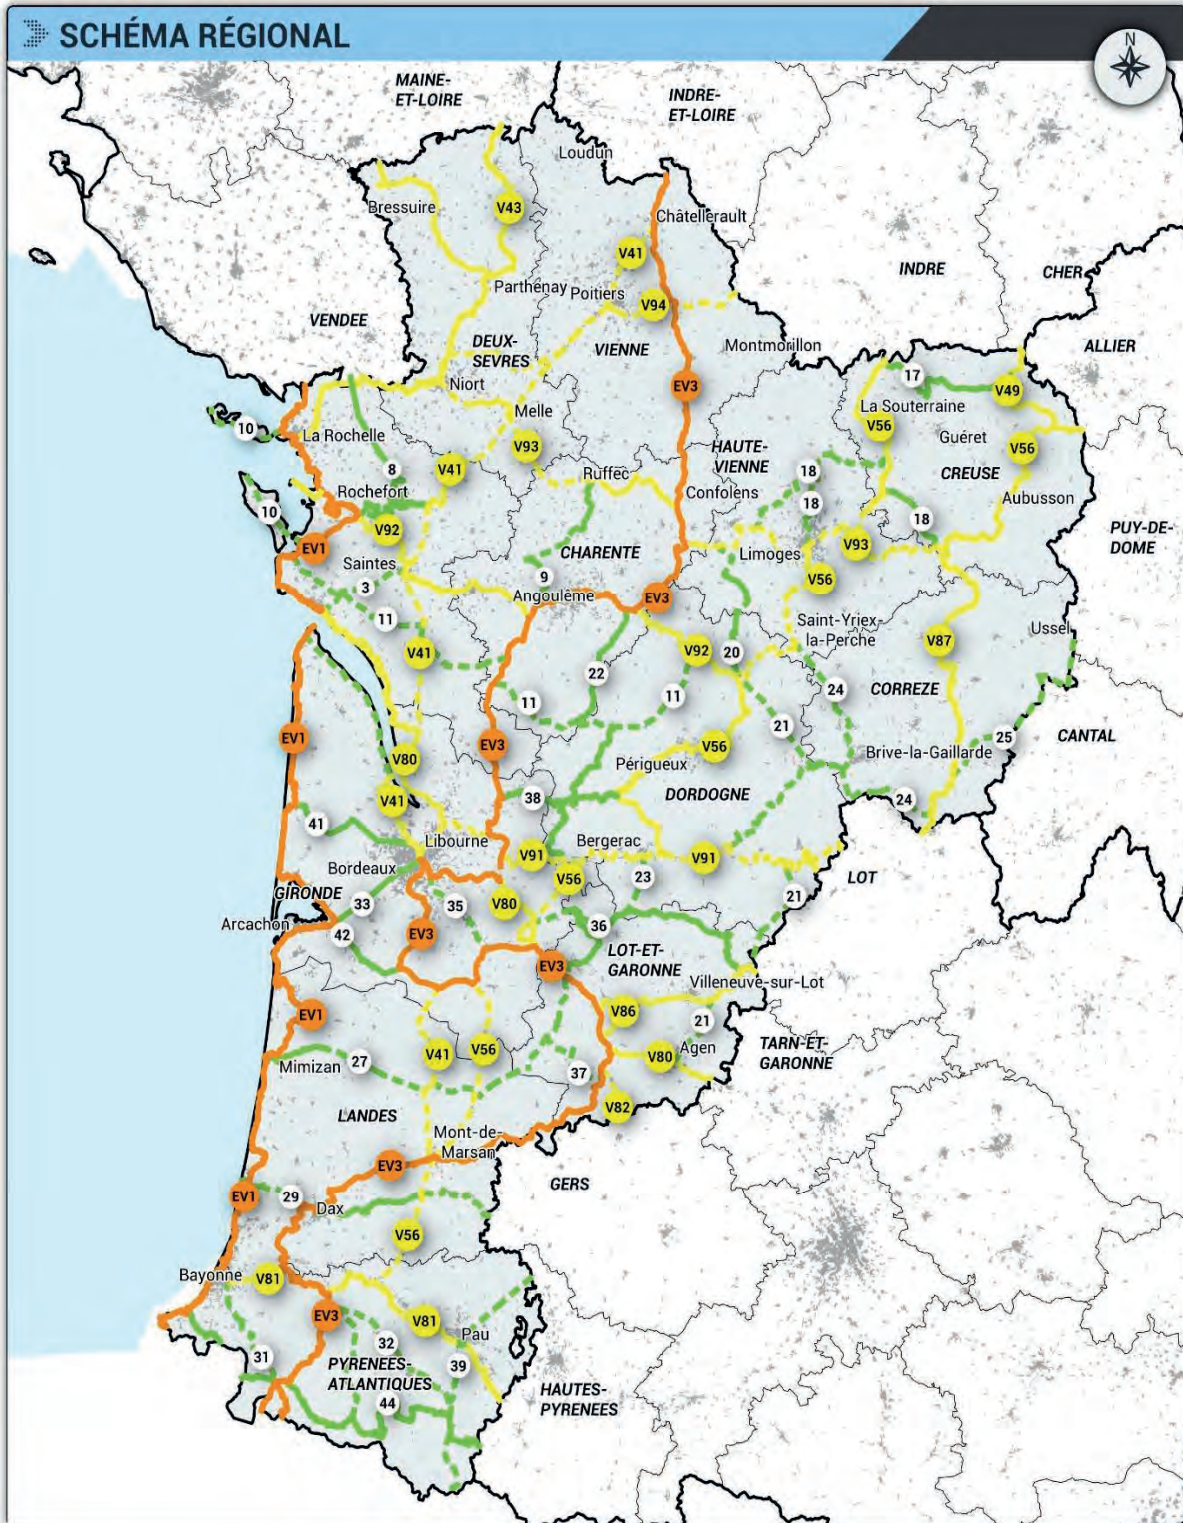 SCHÉMA RÉGIONAL
N
MAINE-
ET-LOIRE
INDRE-
ET-LOIRE
Loudun
Bressuire
V43
Châtellerault
V41
INDRE
CHER
Parthenay
Poitiers
V94
VENDEE
DEUX-
SEVRES
VIENNE
Montmorillon
ALLIER
Niort
EV3
17
V49
Melle
La Souterraine
10
La Rochelle
V93
V56
Guéret
V56
HAUTE-
VIENNE
8
V41
Ruffec
18
CREUSE
Rochefort
Confolens
Aubusson
10
18
18
V92
PUY-DE-
DOME
EV1
CHARENTE
Limoges
V93
Saintes
3
9
V56
Angoulême
EV3
11
Saint-Yriex-
la-Perche
Ussel
V41
V92
20
V87
22
24
CORREZE
11
11
21
EV1
EV3
V56
25
CANTAL
V80
Périgueux
Brive-la-Gaillarde
38
DORDOGNE
V41
24
41
Libourne
Bergerac
V91
V91
Bordeaux
V56
23
LOT
GIRONDE
33
35
V80
21
Arcachon
42
EV3
36
LOT-ET-
GARONNE
EV3
Villeneuve-sur-Lot
EV1
V86
21
V41
V56
Agen
V80
TARN-ET-
GARONNE
Mimizan
27
37
LANDES
V82
Mont-de-
Marsan
EV3
GERS
EV1
29
Dax
V56
Bayonne
V81
EV3
V81
Pau
32
31
39
PYRENEES-
ATLANTIQUES
44
HAUTES-
PYRENEES